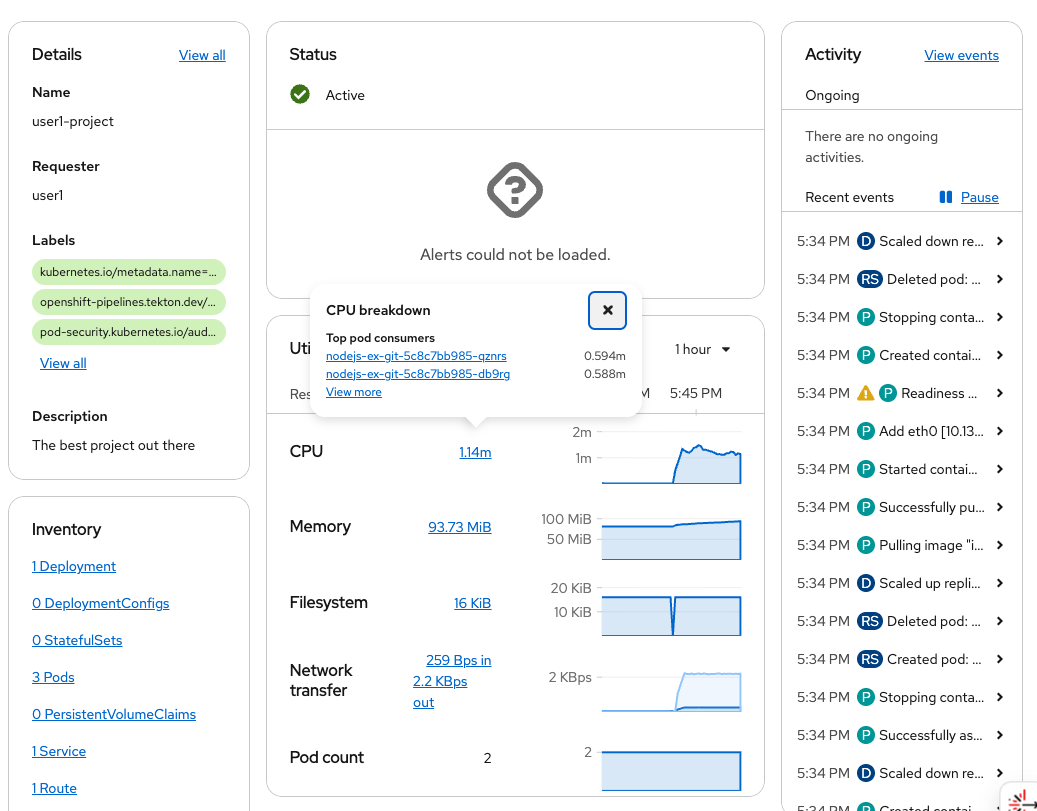 Details
View all
Name
user1-project
Requester
user1
Labels
kubernetes.io/metadata.name=...
openshift-pipelines.tekton.dev/...
pod-security.kubernetes.io/aud...
View all
Description
The best project out there
Inventory
1 Deployment
0 DeploymentConfigs
0 StatefulSets
3 Pods
0 PersistentVolumeClaims
1 Service
1 Route
Status
Active
Alerts could not be loaded.
CPU breakdown
Top pod consumers
nodejs-ex-git-5c8c7bb985-qznrs 0.594m
nodejs-ex-git-5c8c7bb985-db9rg 0.588m
View more
1 hour
5:45 PM
CPU
1.14m
2m
1m
Memory
93.73 MiB
100 MiB
50 MiB
Filesystem
16 KiB
20 KiB
10 KiB
Network
transfer
259 Bps in
2.2 KBps
out
2 KBps
Pod count
2
2
Activity
View events
Ongoing
There are no ongoing
activities.
Recent events
Pause
5:34 PM D Scaled down re...
5:34 PM RS Deleted pod: ...
5:34 PM P Stopping conta...
5:34 PM P Created contai...
5:34 PM P Readiness ...
5:34 PM P Add eth0 [10.13...
5:34 PM P Started contai...
5:34 PM P Successfully pu...
5:34 PM P Pulling image "i...
5:34 PM D Scaled up repli...
5:34 PM RS Deleted pod: ...
5:34 PM RS Created pod: ...
5:34 PM P Stopping conta...
5:34 PM P Successfully as...
5:34 PM D Scaled down re...
5:34 PM P Created contai...